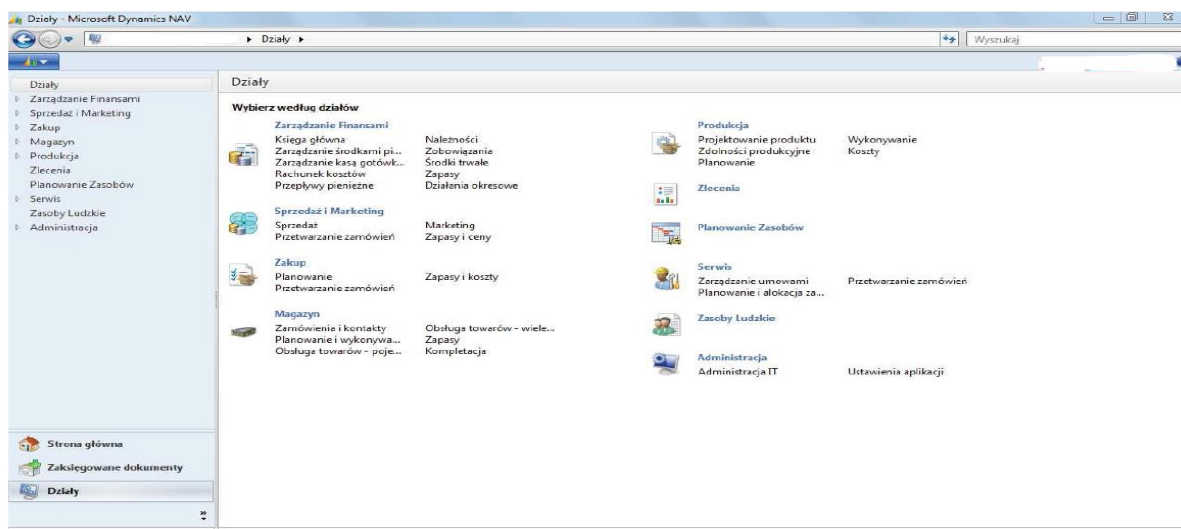 Działy - Microsoft Dynamics NAV
Działy
Wyszukaj
Działy
Zarządzanie Finansami
Sprzedaż i Marketing
Zakup
Magazyn
Produkcja
Zlecenia
Planowanie Zasobów
Serwis
Zasoby Ludzkie
Administracja
Strona główna
Zaksięgowane dokumenty
Działy
Działy
Wybierz według działów
Zarządzanie Finansami
Księga główna Należności
Zarządzanie środkami pi... Zobowiązania
Zarządzanie kasą gotówk... Środki trwałe
Rachunek kosztów Zapasy
Przepływy pieniężne Działania okresowe
Sprzedaż i Marketing
Sprzedaż Marketing
Przetwarzanie zamówień Zapasy i ceny
Zakup
Planowanie Zapasy i koszty
Przetwarzanie zamówień
Magazyn
Zamówienia i kontakty Obsługa towarów - wiele...
Planowanie i wykonywa... Zapasy
Obsługa towarów - poje... Kompletacja
Produkcja
Projektowanie produktu Wykonywanie
Zdolności produkcyjne Koszty
Planowanie
Zlecenia
Planowanie Zasobów
Serwis
Zarządzanie umowami Przetwarzanie zamówień
Planowanie i alokacja za...
Zasoby Ludzkie
Administracja
Administracja IT Ustawienia aplikacji